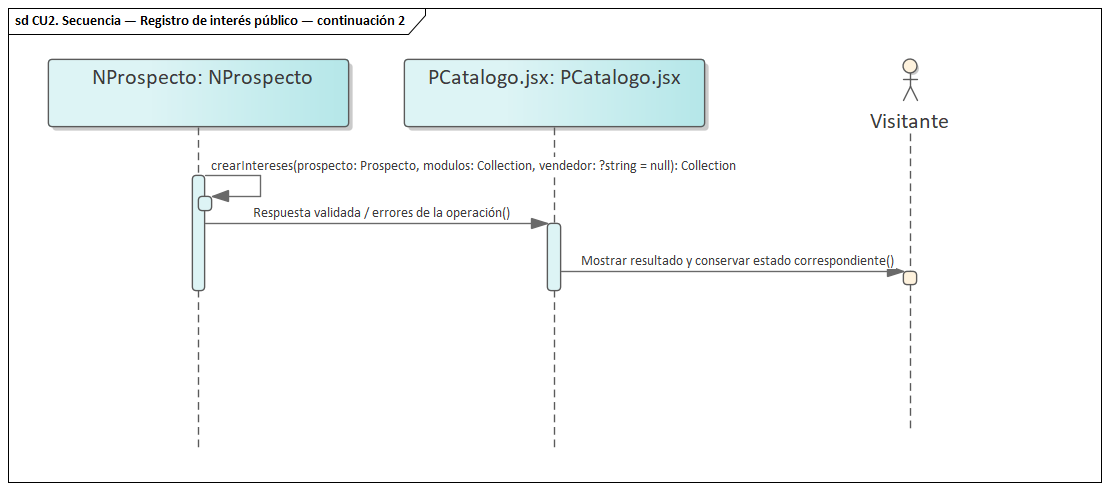 sd CU2. Secuencia — Registro de interés público — continuación 2
NProspecto: NProspecto
PCatalogo.jsx: PCatalogo.jsx
Visitante
crearIntereses(prospecto: Prospecto, modulos: Collection, vendedor: ?string = null): Collection
Respuesta validada / errores de la operación()
Mostrar resultado y conservar estado correspondiente()